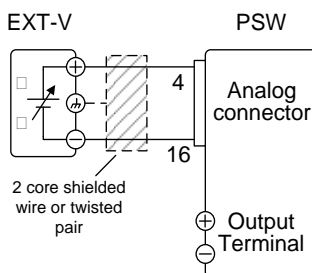 EXT-V
PSW
+
4
Analog
connector
-
16
2 core shielded
wire or twisted
pair
+
Output
Terminal
-